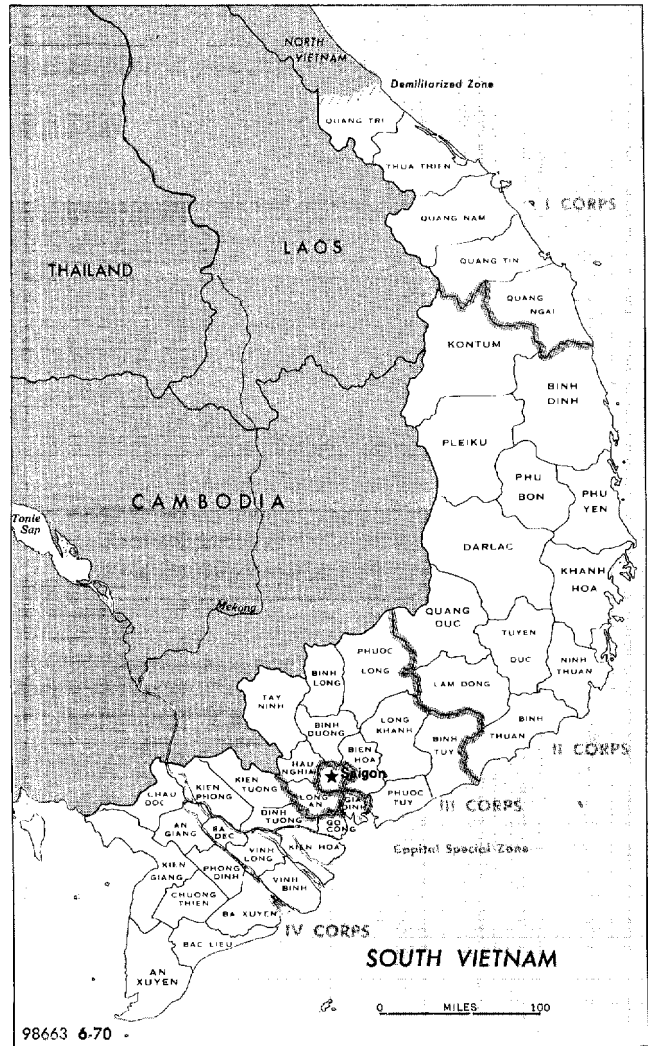 NORTH
VIETNAM
Demilitarized Zone
QUANG TRI
THUA THIEN
I CORPS
QUANG NAM
LAOS
THAILAND
QUANG TIN
QUANG
NGAI
KONTUM
BINH
DINH
PLEIKU
PHU
BON
PHU
YEN
CAMBODIA
Tonle
Sap
DARLAC
KHANH
HOA
Mekong
QUANG
DUC
TUYEN
DUC
NINH
THUAN
PHUOC
LONG
BINH
LONG
LAM DONG
TAY
NINH
BINH
THUAN
BINH
DUONG
LONG
KHANH
BINH
TUY
BIEN
HOA
II CORPS
HAU
NGHIA
Saigon
CHAU
DOC
KIEN
PHONG
KIEN
TUONG
LONG
AN
GIA
DINH
PHUOC
TUY
III CORPS
DINH
TUONG
GO
CONG
AN
GIANG
SA
DEC
VINH
LONG
KIEN HOA
Capital Special Zone
KIEN
GIANG
PHONG
DINH
VINH
BINH
CHUONG
THIEN
BA XUYEN
IV CORPS
BAC LIEU
SOUTH VIETNAM
AN
XUYEN
0 MILES 100
98663 6-70